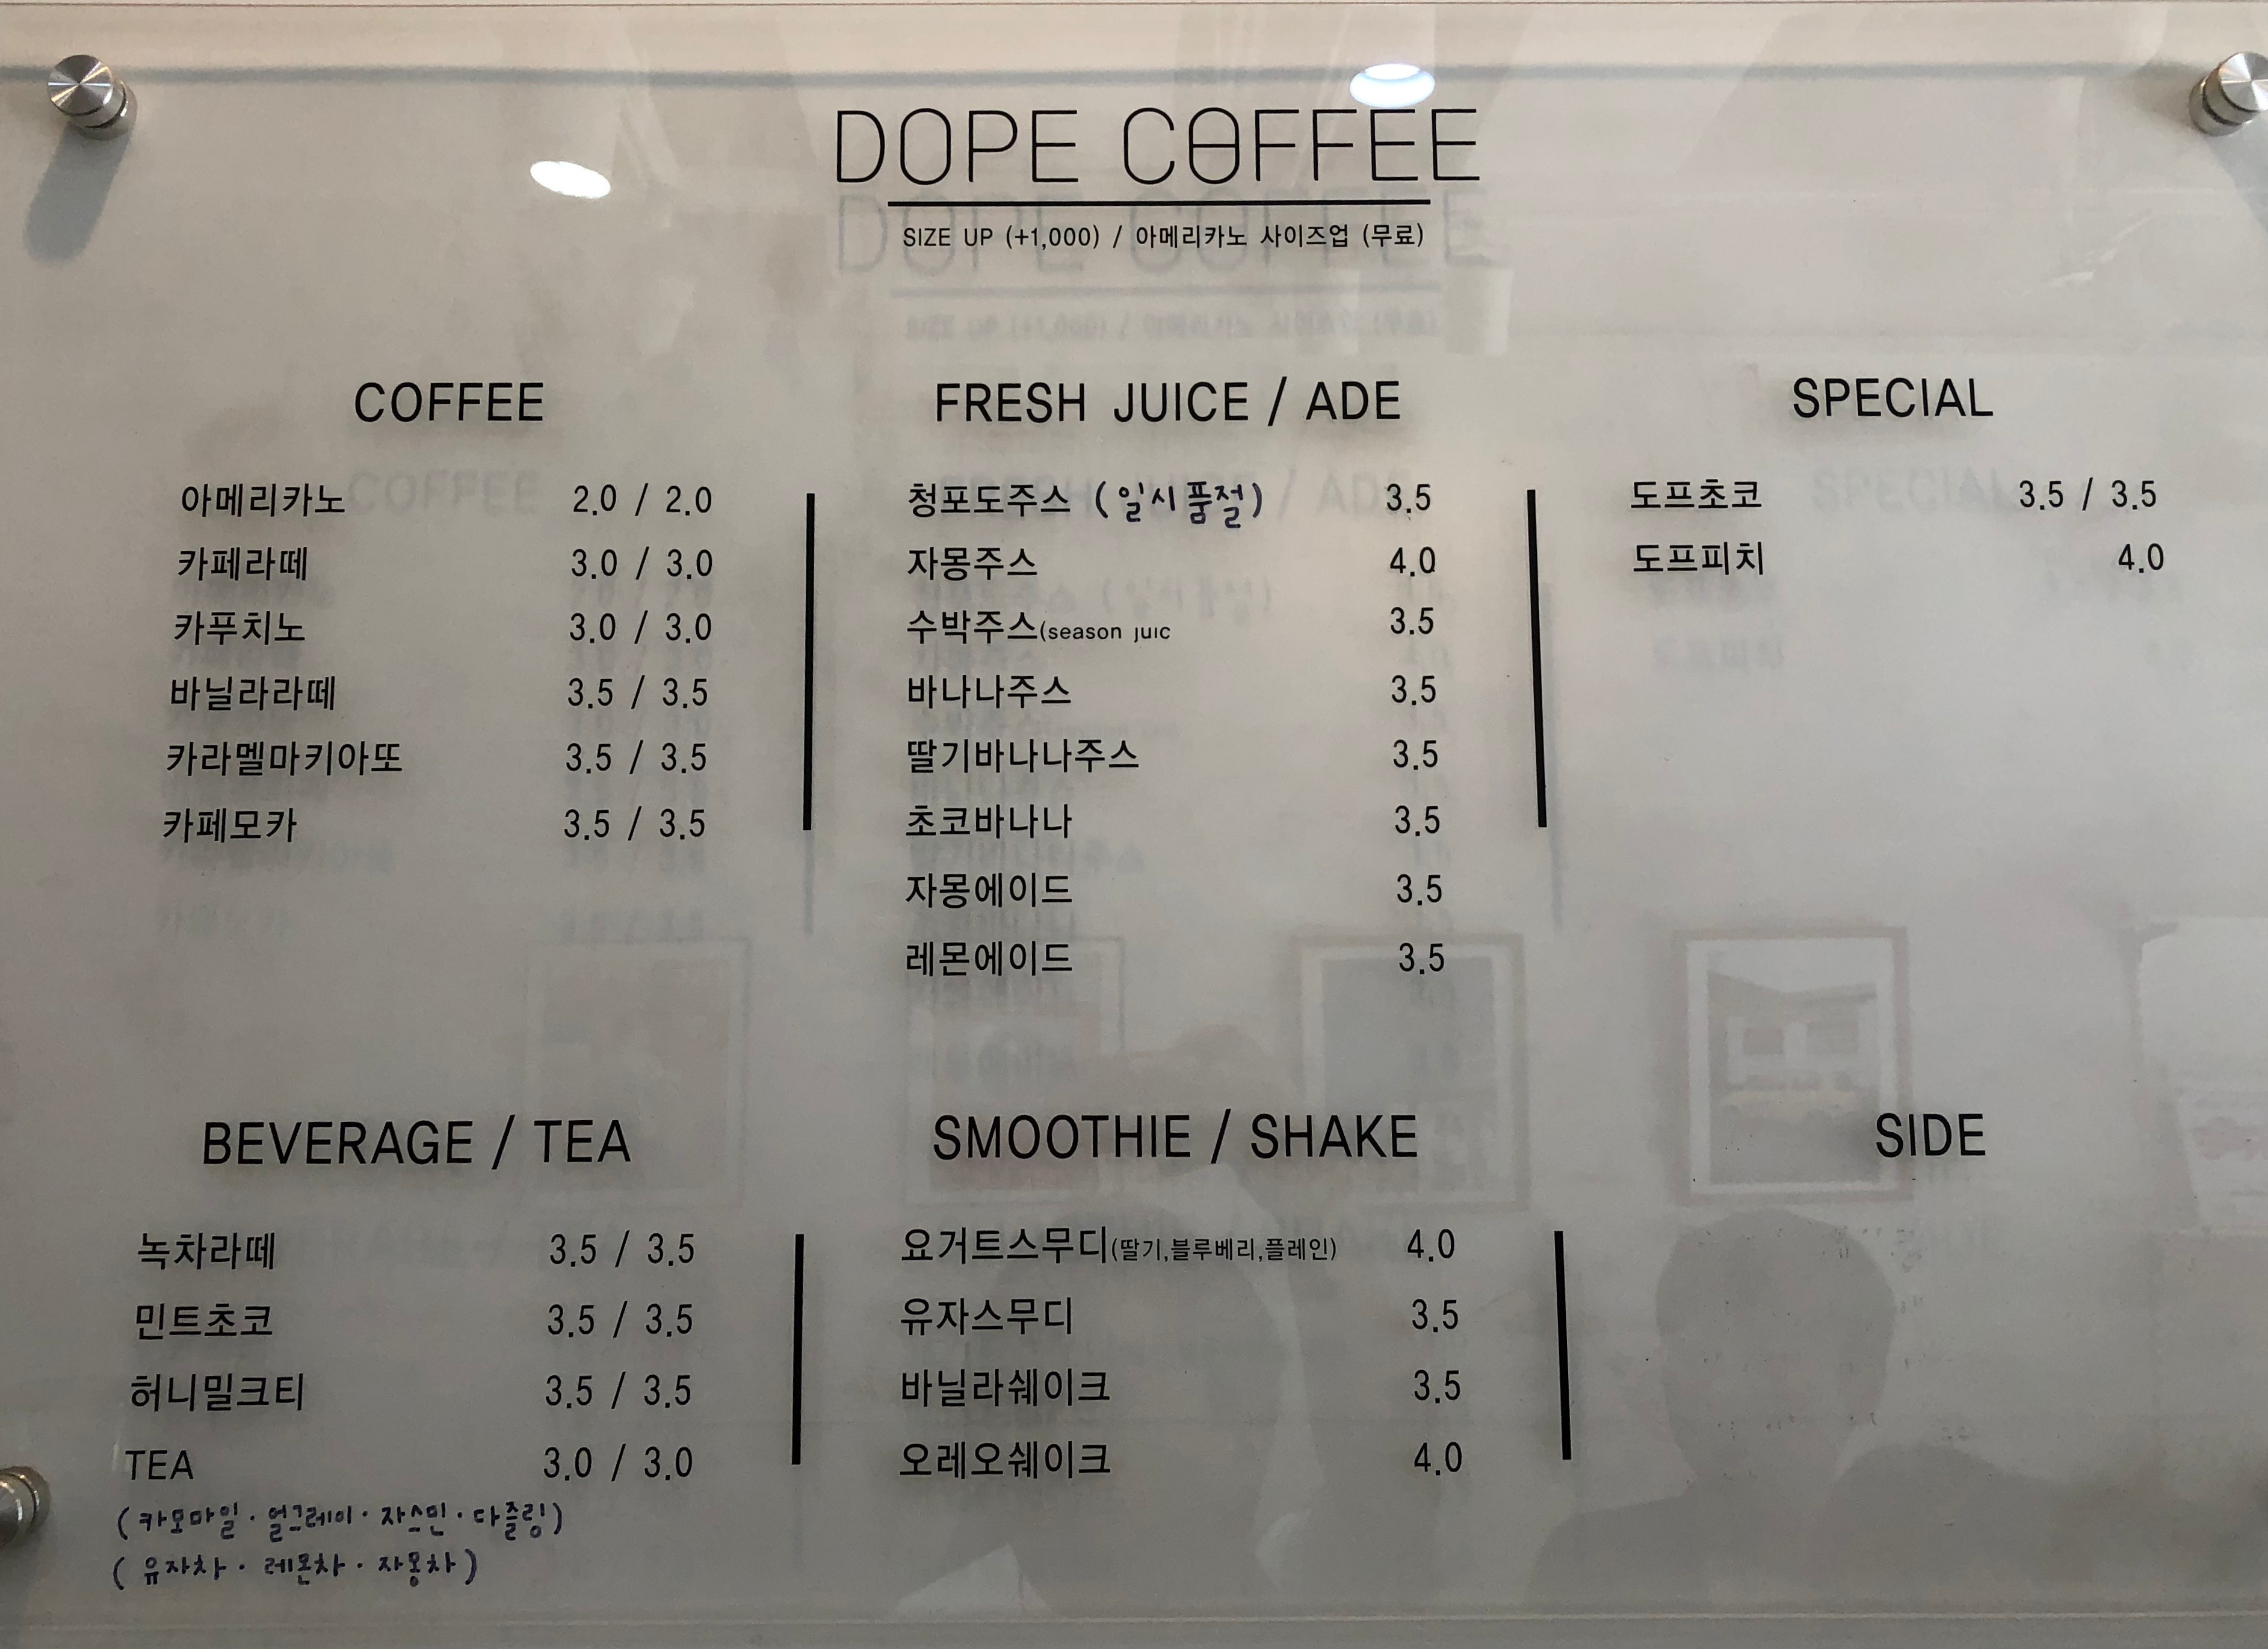 DOPE COFFEE
SIZE UP (+1,000) / 아메리카노 사이즈업 (무료)
COFFEE
아메리카노 2.0 / 2.0
카페라떼 3.0 / 3.0
카푸치노 3.0 / 3.0
바닐라라떼 3.5 / 3.5
카라멜마키아또 3.5 / 3.5
카페모카 3.5 / 3.5
FRESH JUICE / ADE
청포도주스 (일시품절) 3.5
자몽주스 4.0
수박주스(season juic 3.5
바나나주스 3.5
딸기바나나주스 3.5
초코바나나 3.5
자몽에이드 3.5
레몬에이드 3.5
SPECIAL
도프초코 3.5 / 3.5
도프피치 4.0
BEVERAGE / TEA
녹차라떼 3.5 / 3.5
민트초코 3.5 / 3.5
허니밀크티 3.5 / 3.5
TEA 3.0 / 3.0
(카모마일 · 얼그레이 · 자스민 · 다즐링)
(유자차 · 레몬차 · 자몽차)
SMOOTHIE / SHAKE
요거트스무디(딸기,블루베리,플레인) 4.0
유자스무디 3.5
바닐라쉐이크 3.5
오레오쉐이크 4.0
SIDE